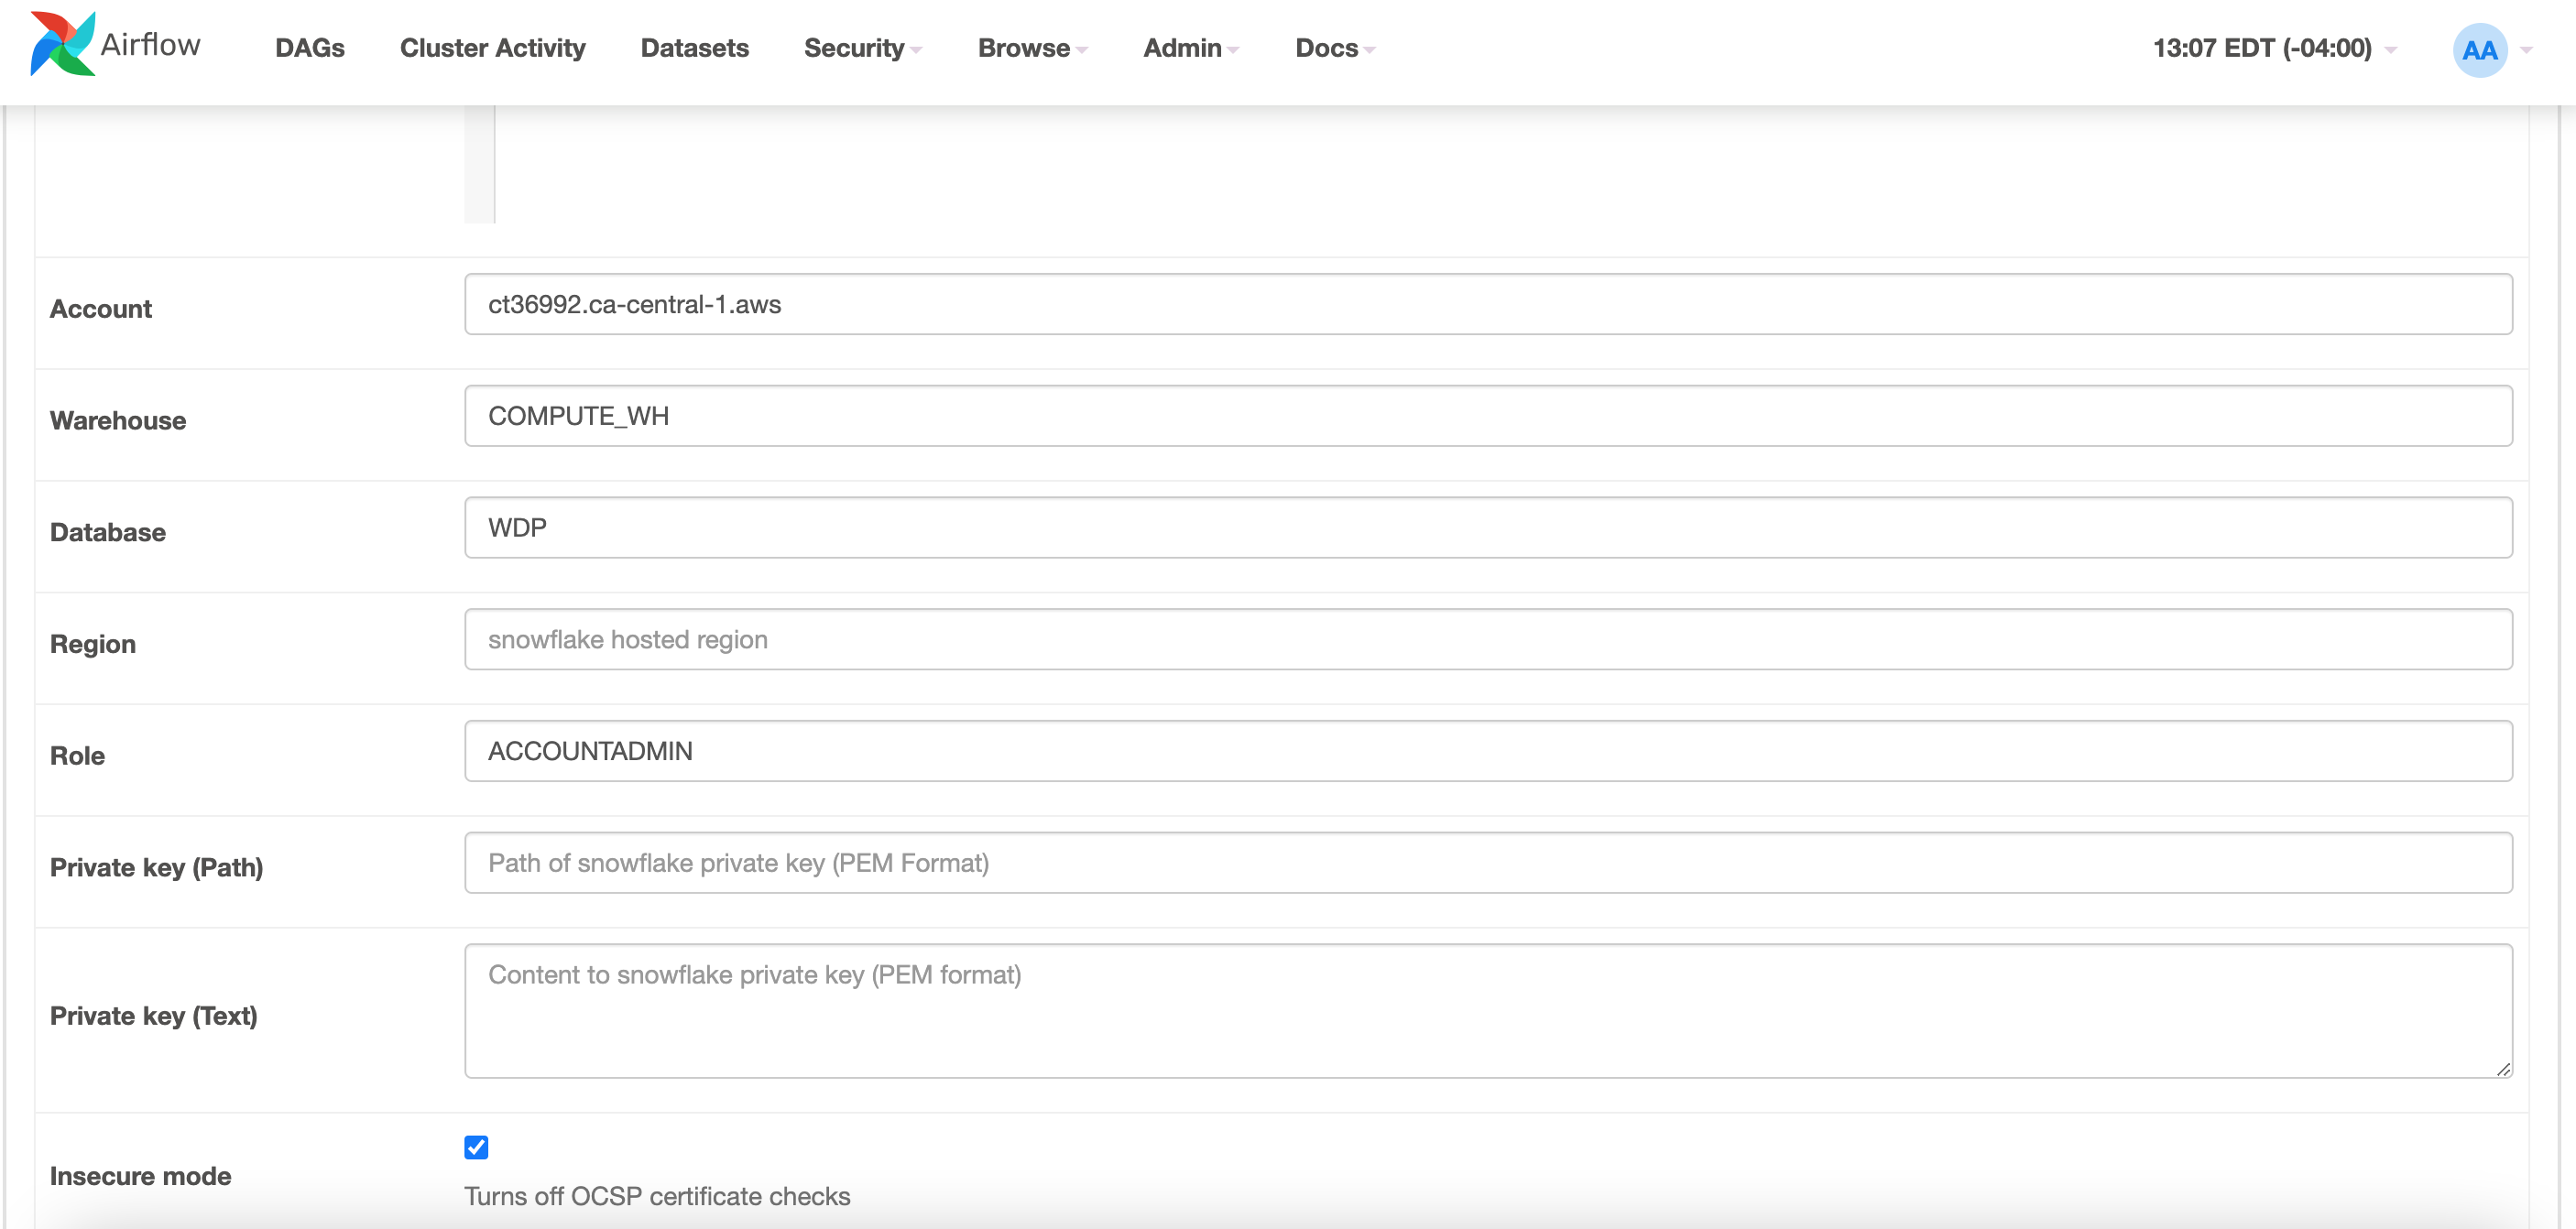 Airflow DAGs Cluster Activity Datasets Security Browse Admin Docs 13:07 EDT (-04:00) AA
Account ct36992.ca-central-1.aws
Warehouse COMPUTE_WH
Database WDP
Region snowflake hosted region
Role ACCOUNTADMIN
Private key (Path) Path of snowflake private key (PEM Format)
Private key (Text) Content to snowflake private key (PEM format)
Insecure mode
Turns off OCSP certificate checks